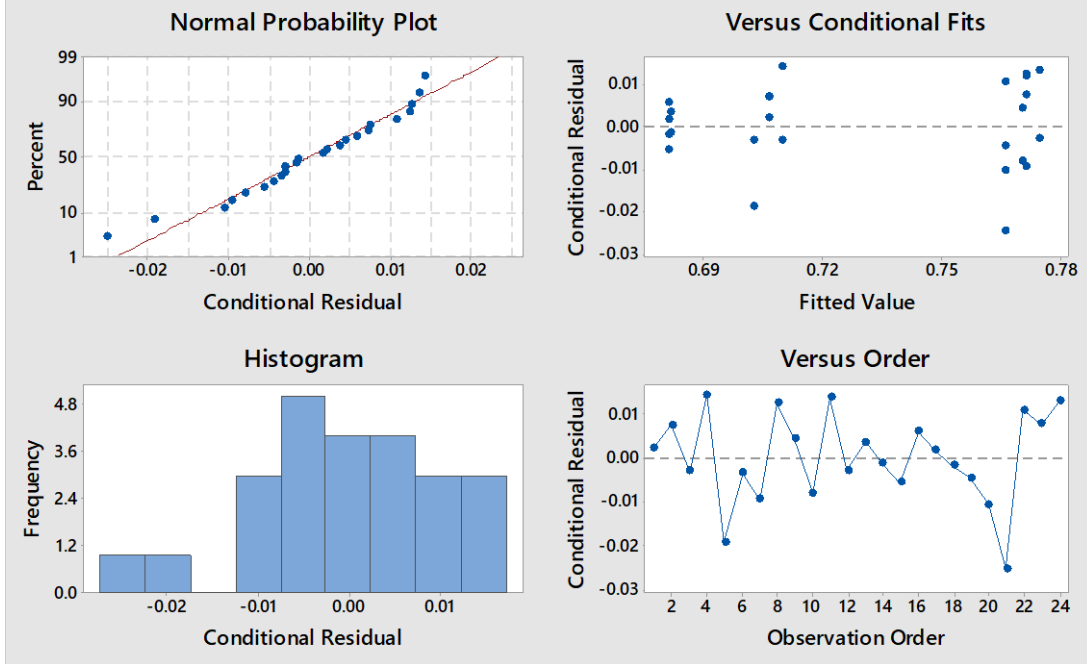 Normal Probability Plot
99
90
50
10
1
Percent
-0.02 -0.01 0.00 0.01 0.02
Conditional Residual
Versus Conditional Fits
0.01
0.00
-0.01
-0.02
-0.03
Conditional Residual
0.69 0.72 0.75 0.78
Fitted Value
Histogram
4.8
3.6
2.4
1.2
0.0
Frequency
-0.02 -0.01 0.00 0.01
Conditional Residual
Versus Order
0.01
0.00
-0.01
-0.02
-0.03
Conditional Residual
2 4 6 8 10 12 14 16 18 20 22 24
Observation Order